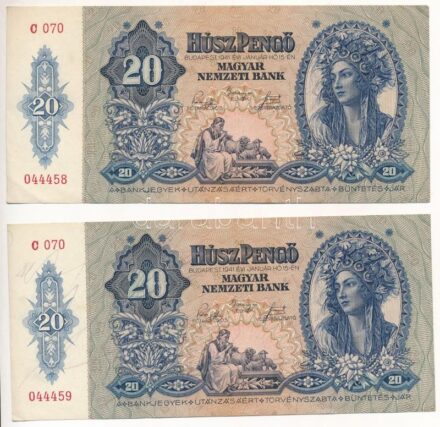 C 070
HÚSZ PENGŐ
BUDAPEST 1941 ÉVI JANUÁR HÓ 15-ÉN
MAGYAR
NEMZETI BANK
20
20
044458
20
20
A BANKJEGYEK UTÁNZÁSÁÉRT TÖRVÉNYSZABTA BÜNTETÉS JÁR
C 070
HÚSZ PENGŐ
BUDAPEST 1941 ÉVI JANUÁR HÓ 15-ÉN
MAGYAR
NEMZETI BANK
20
20
044459
20
20
A BANKJEGYEK UTÁNZÁSÁÉRT TÖRVÉNYSZABTA BÜNTETÉS JÁR